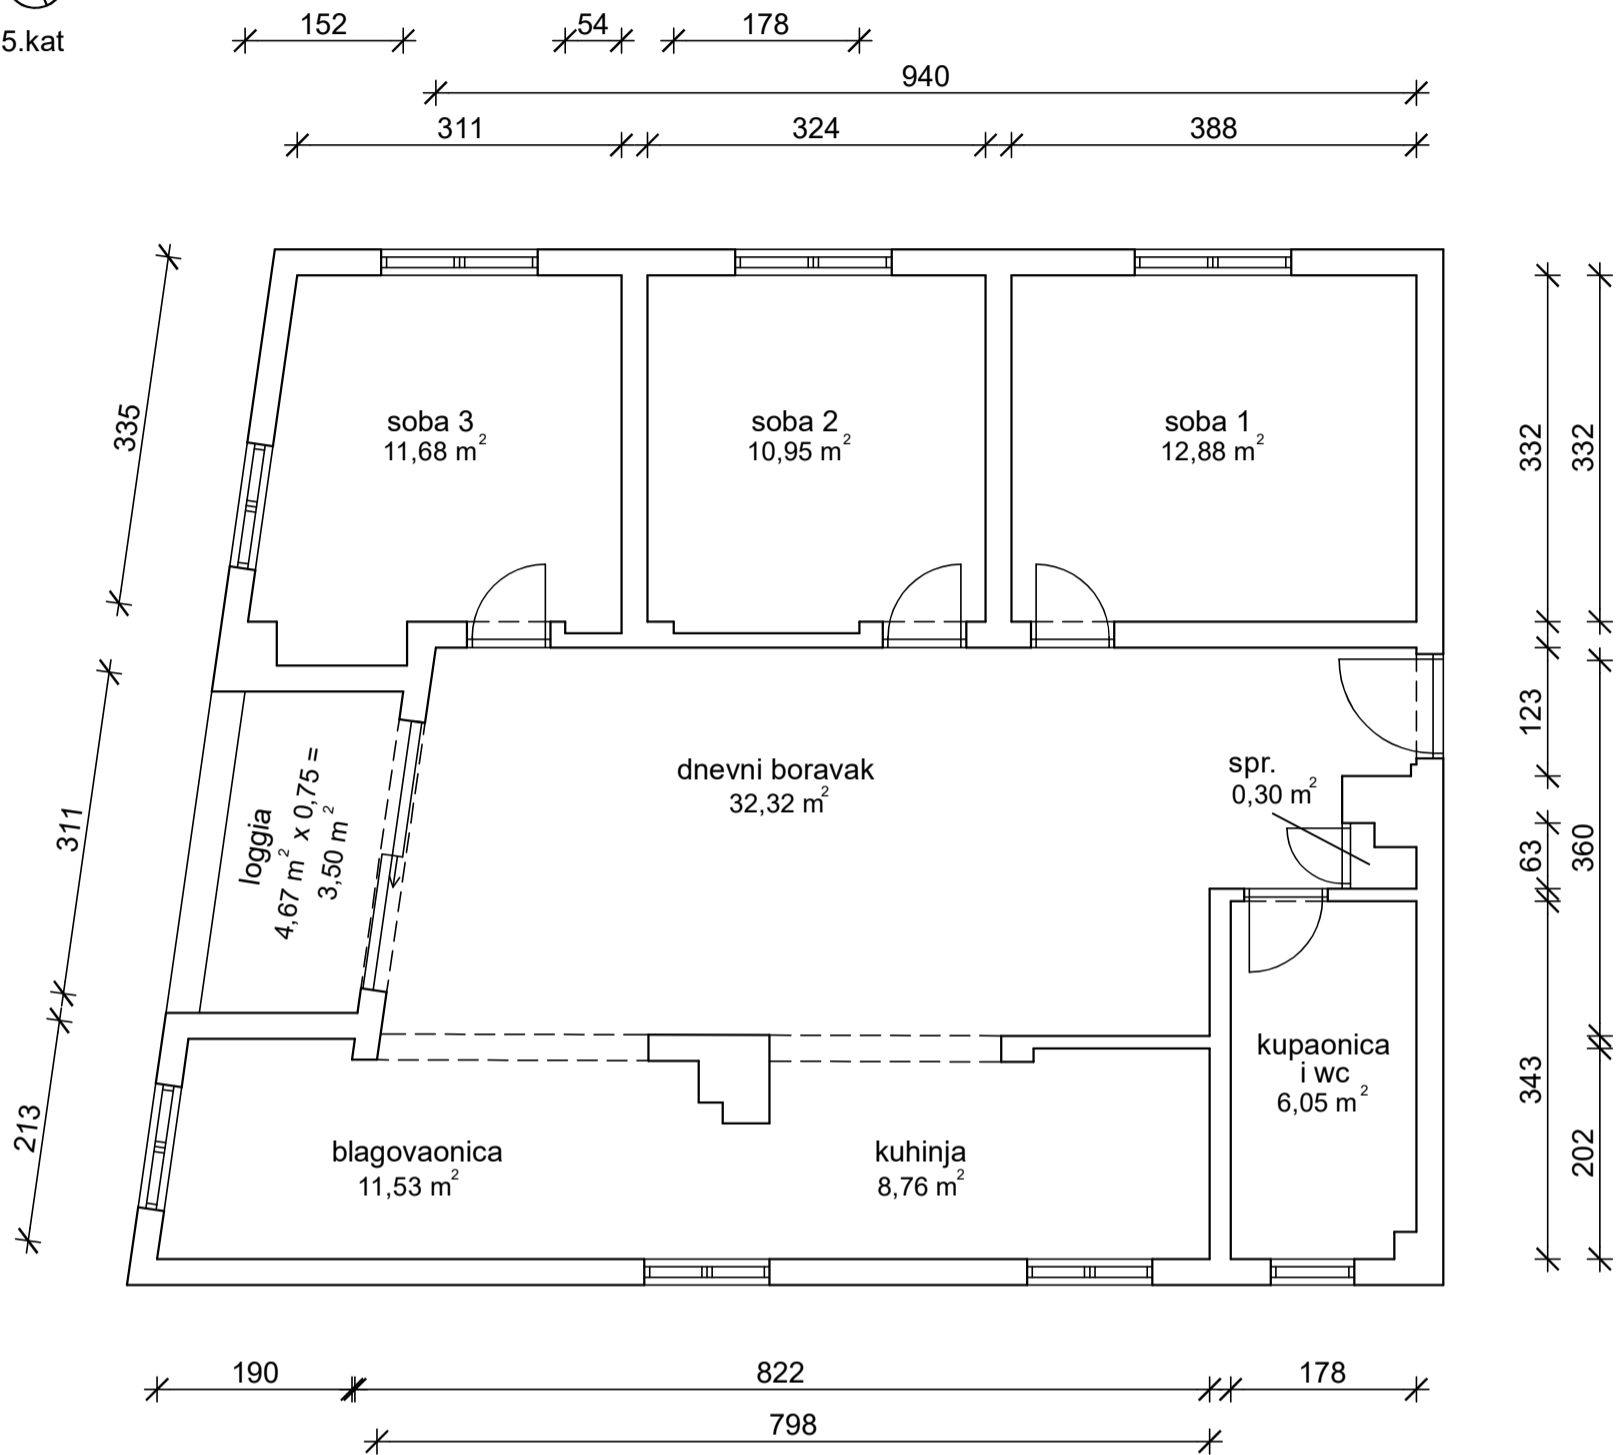 5.kat
152
54
178
940
311
324
388
335
soba 3
11,68 m²
soba 2
10,95 m²
soba 1
12,88 m²
332
332
311
loggia
4,67 m² x 0,75 =
3,50 m²
dnevni boravak
32,32 m²
spr.
0,30 m²
123
63
360
213
blagovaonica
11,53 m²
kuhinja
8,76 m²
kupaonica
i wc
6,05 m²
343
202
190
822
178
798